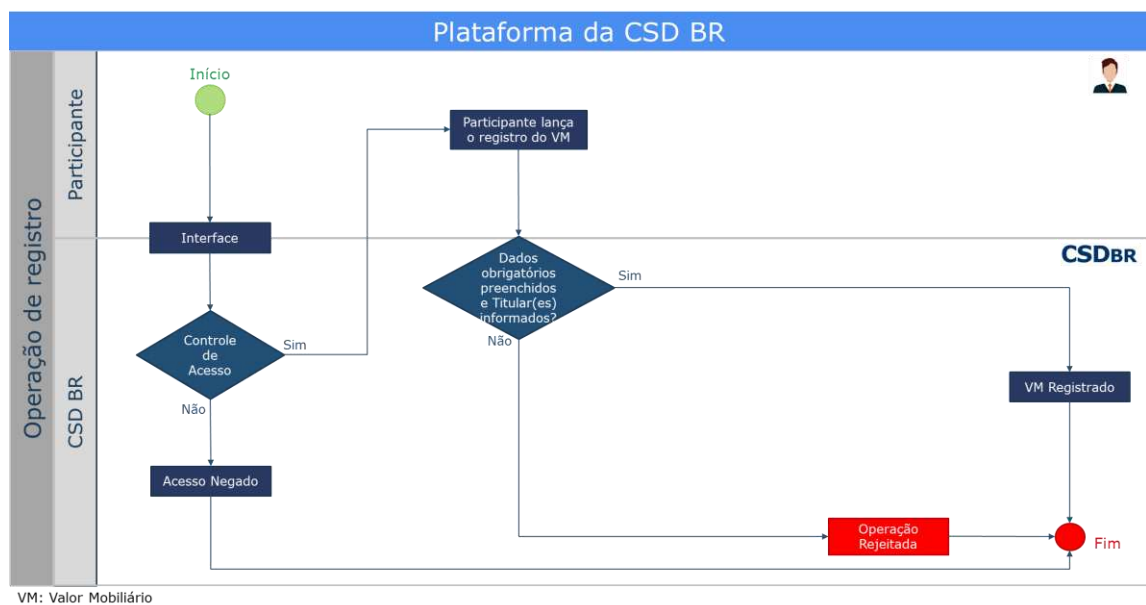 Plataforma da CSD BR
Operação de registro
Participante
CSD BR
Início
Participante lança
o registro do VM
Interface
CSDBR
Dados
obrigatórios
preenchidos
e Titular(es)
informados?
Sim
Não
Controle
de
Acesso
Sim
Não
VM Registrado
Acesso Negado
Operação
Rejeitada
Fim
VM: Valor Mobiliário